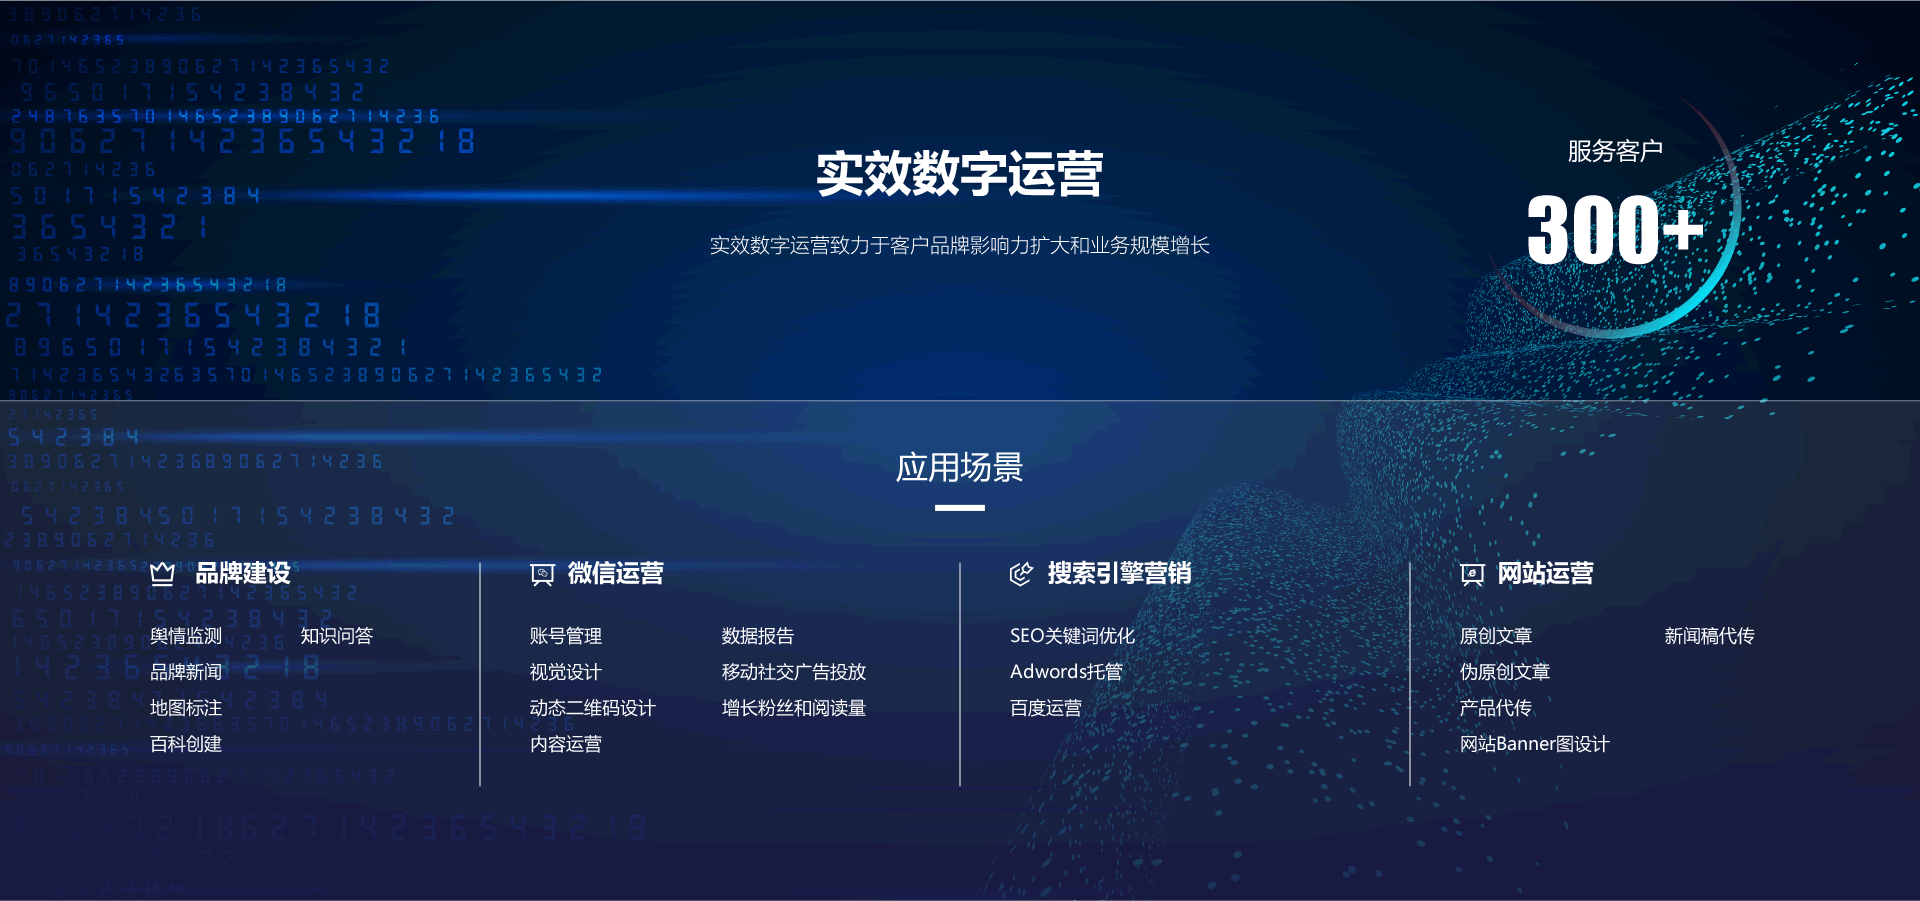 实效数字运营
实效数字运营致力于客户品牌影响力扩大和业务规模增长
服务客户
300+
应用场景
品牌建设
舆情监测 知识问答
品牌新闻
地图标注
百科创建
微信运营
账号管理 数据报告
视觉设计 移动社交广告投放
动态二维码设计 增长粉丝和阅读量
内容运营
搜索引擎营销
SEO关键词优化
Adwords托管
百度运营
网站运营
原创文章 新闻稿代传
伪原创文章
产品代传
网站Banner图设计